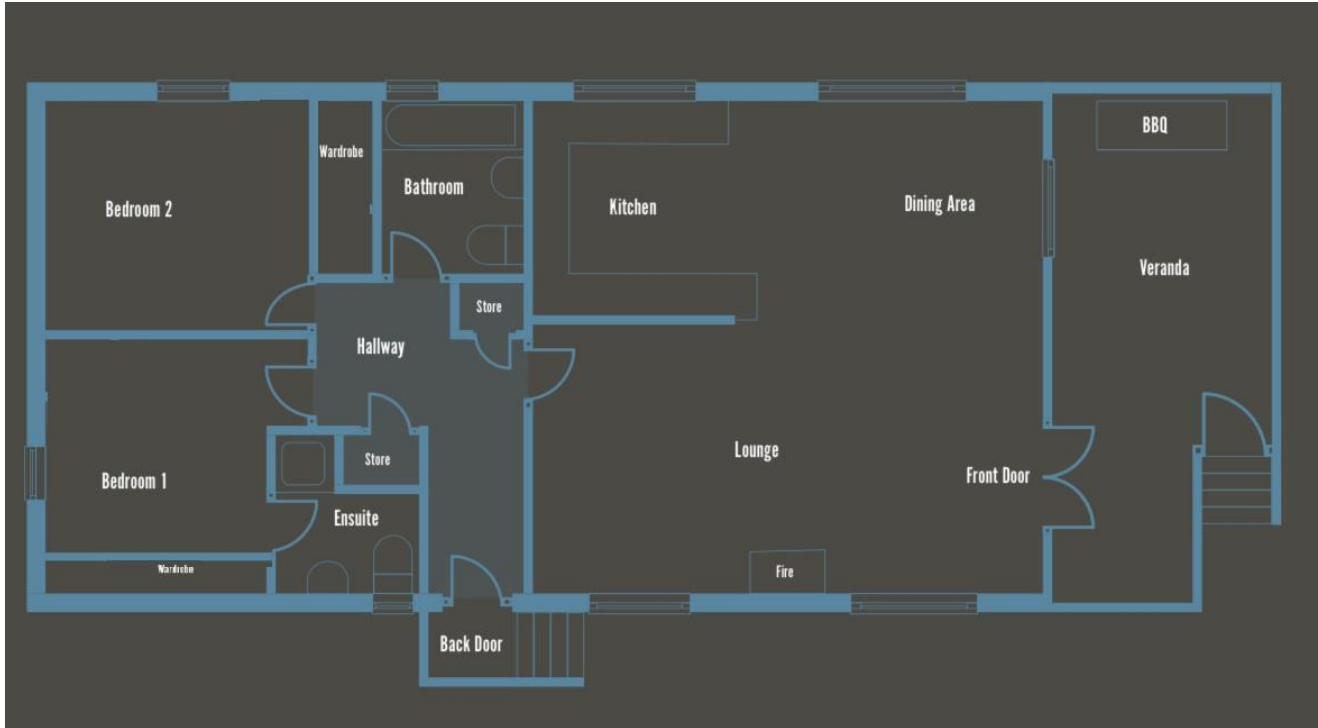 BBQ
Wardrobe
Bathroom
Bedroom 2
Kitchen
Dining Area
Veranda
Store
Hallway
Lounge
Store
Front Door
Bedroom 1
Ensuite
Wardrobe
Fire
Back Door